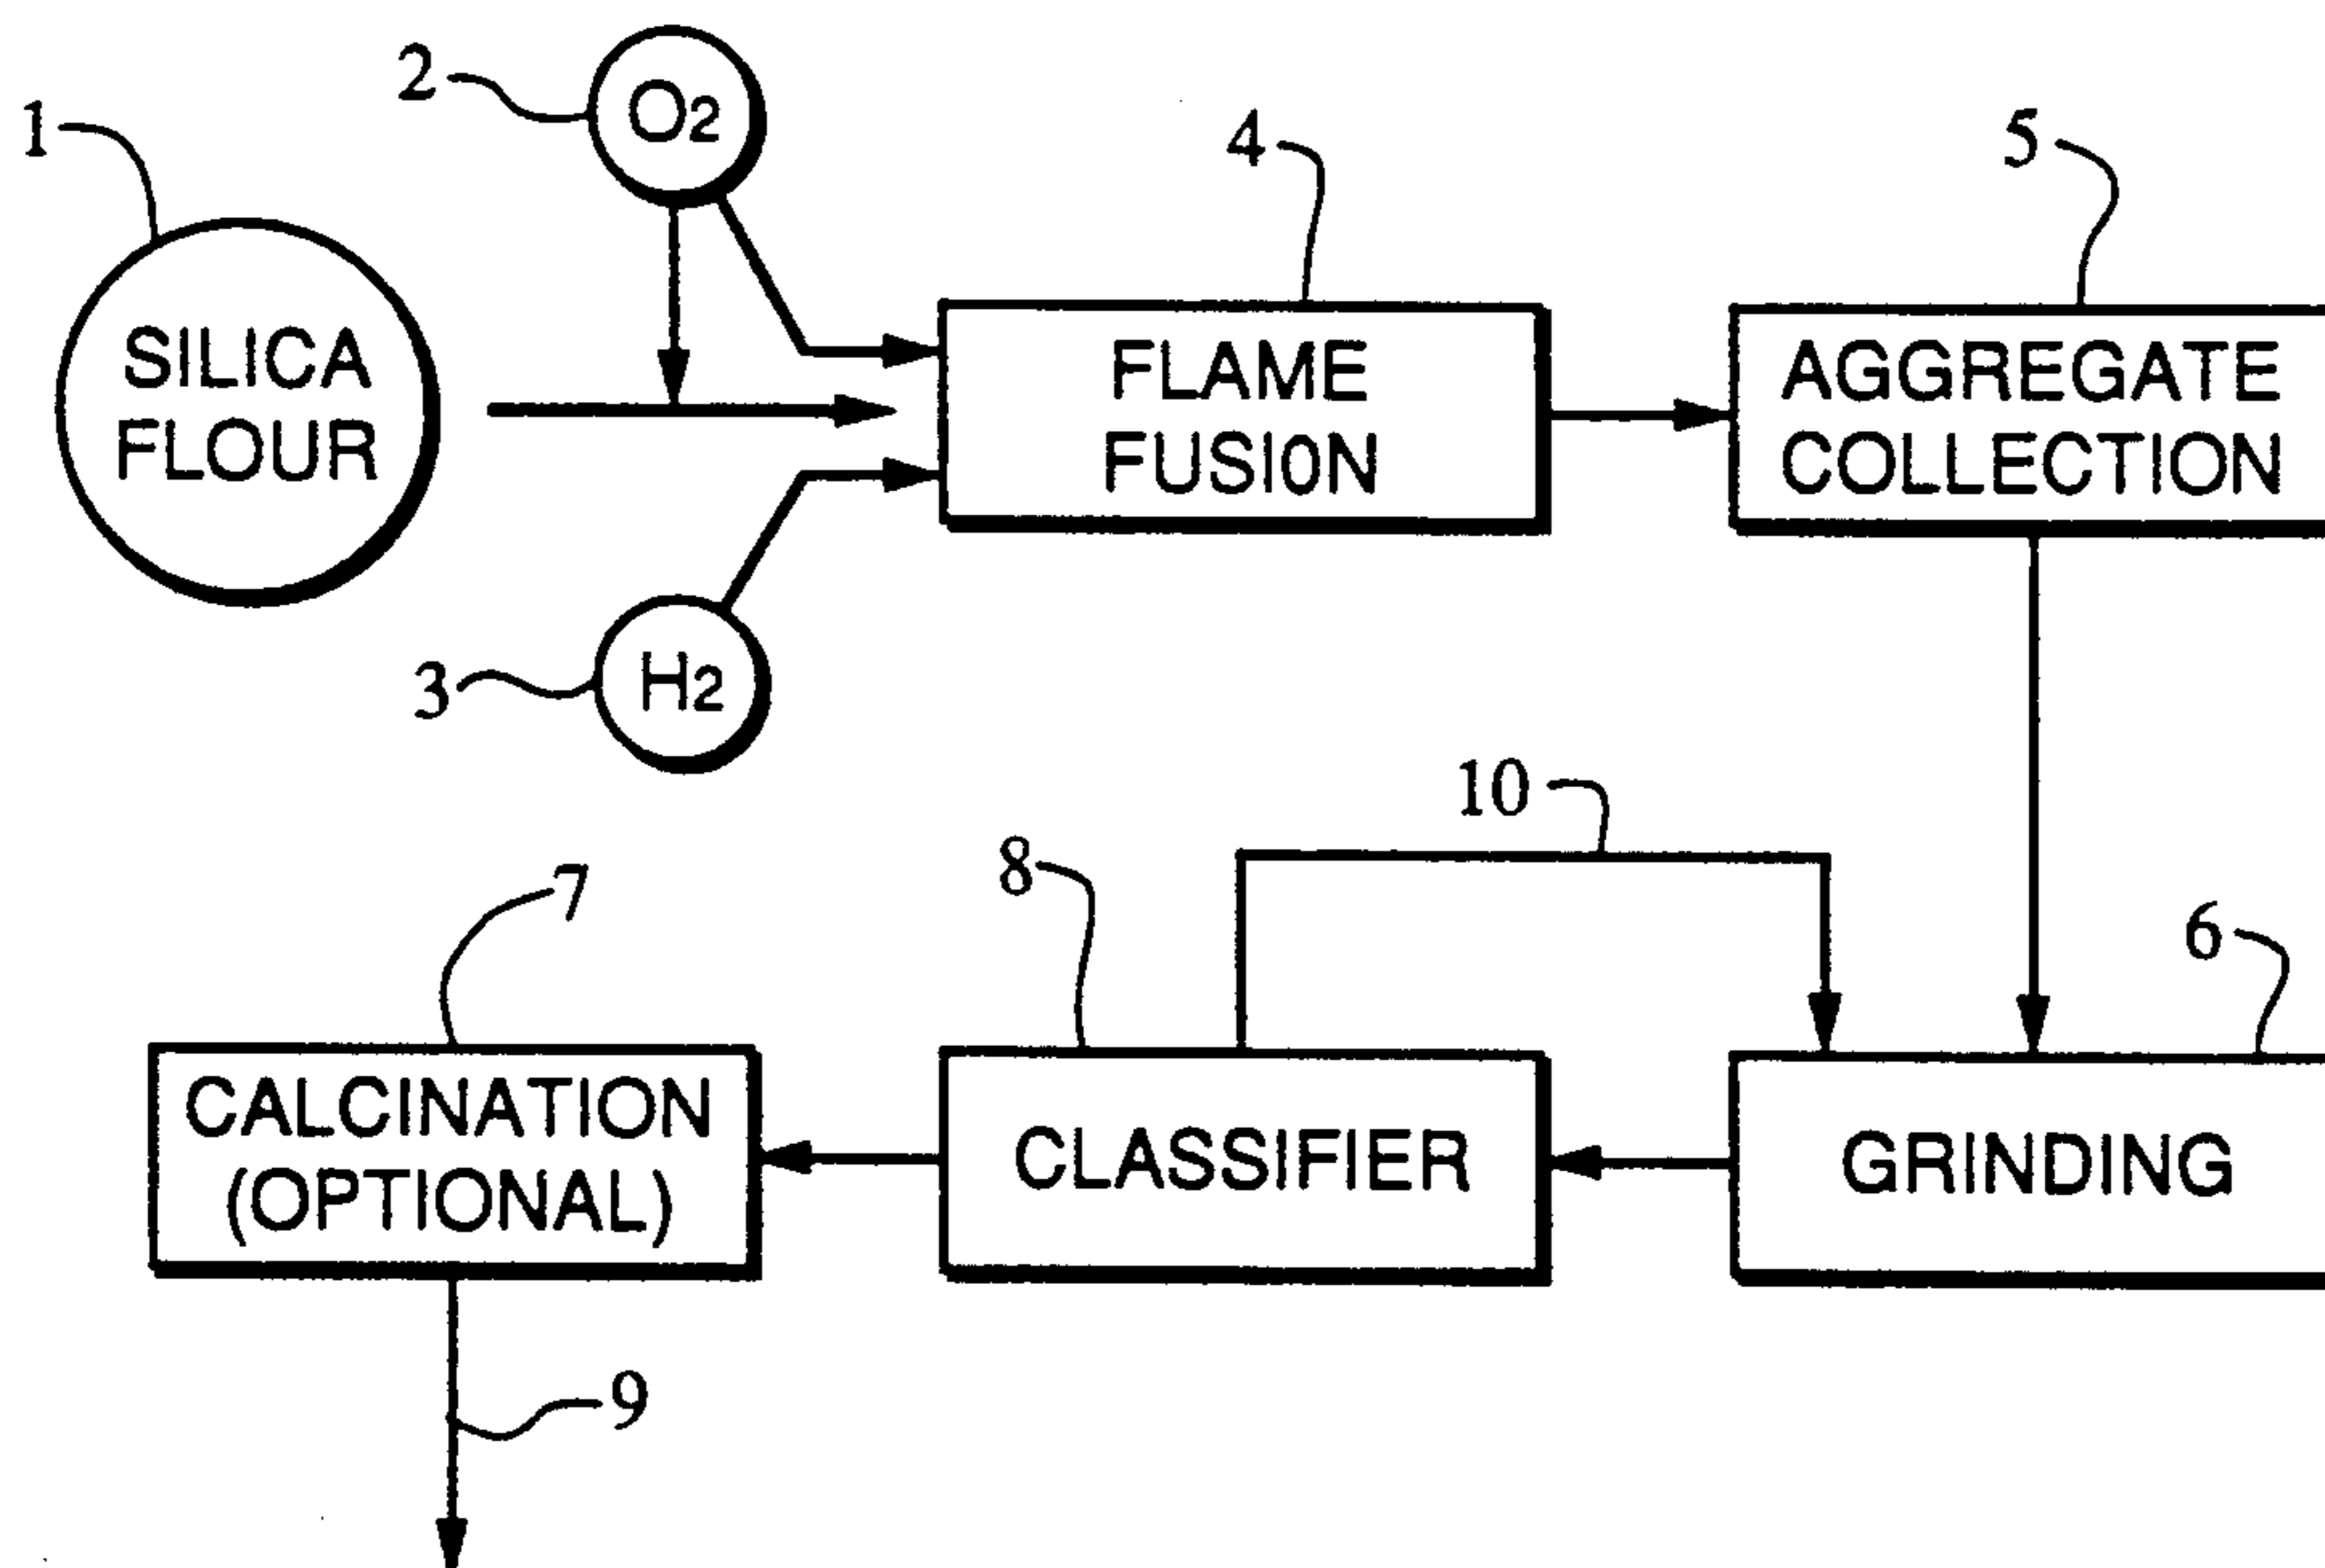 1
2
O2
SILICA
FLOUR
3
H2
4
FLAME
FUSION
5
AGGREGATE
COLLECTION
10
8
7
6
CALCINATION
(OPTIONAL)
CLASSIFIER
GRINDING
9